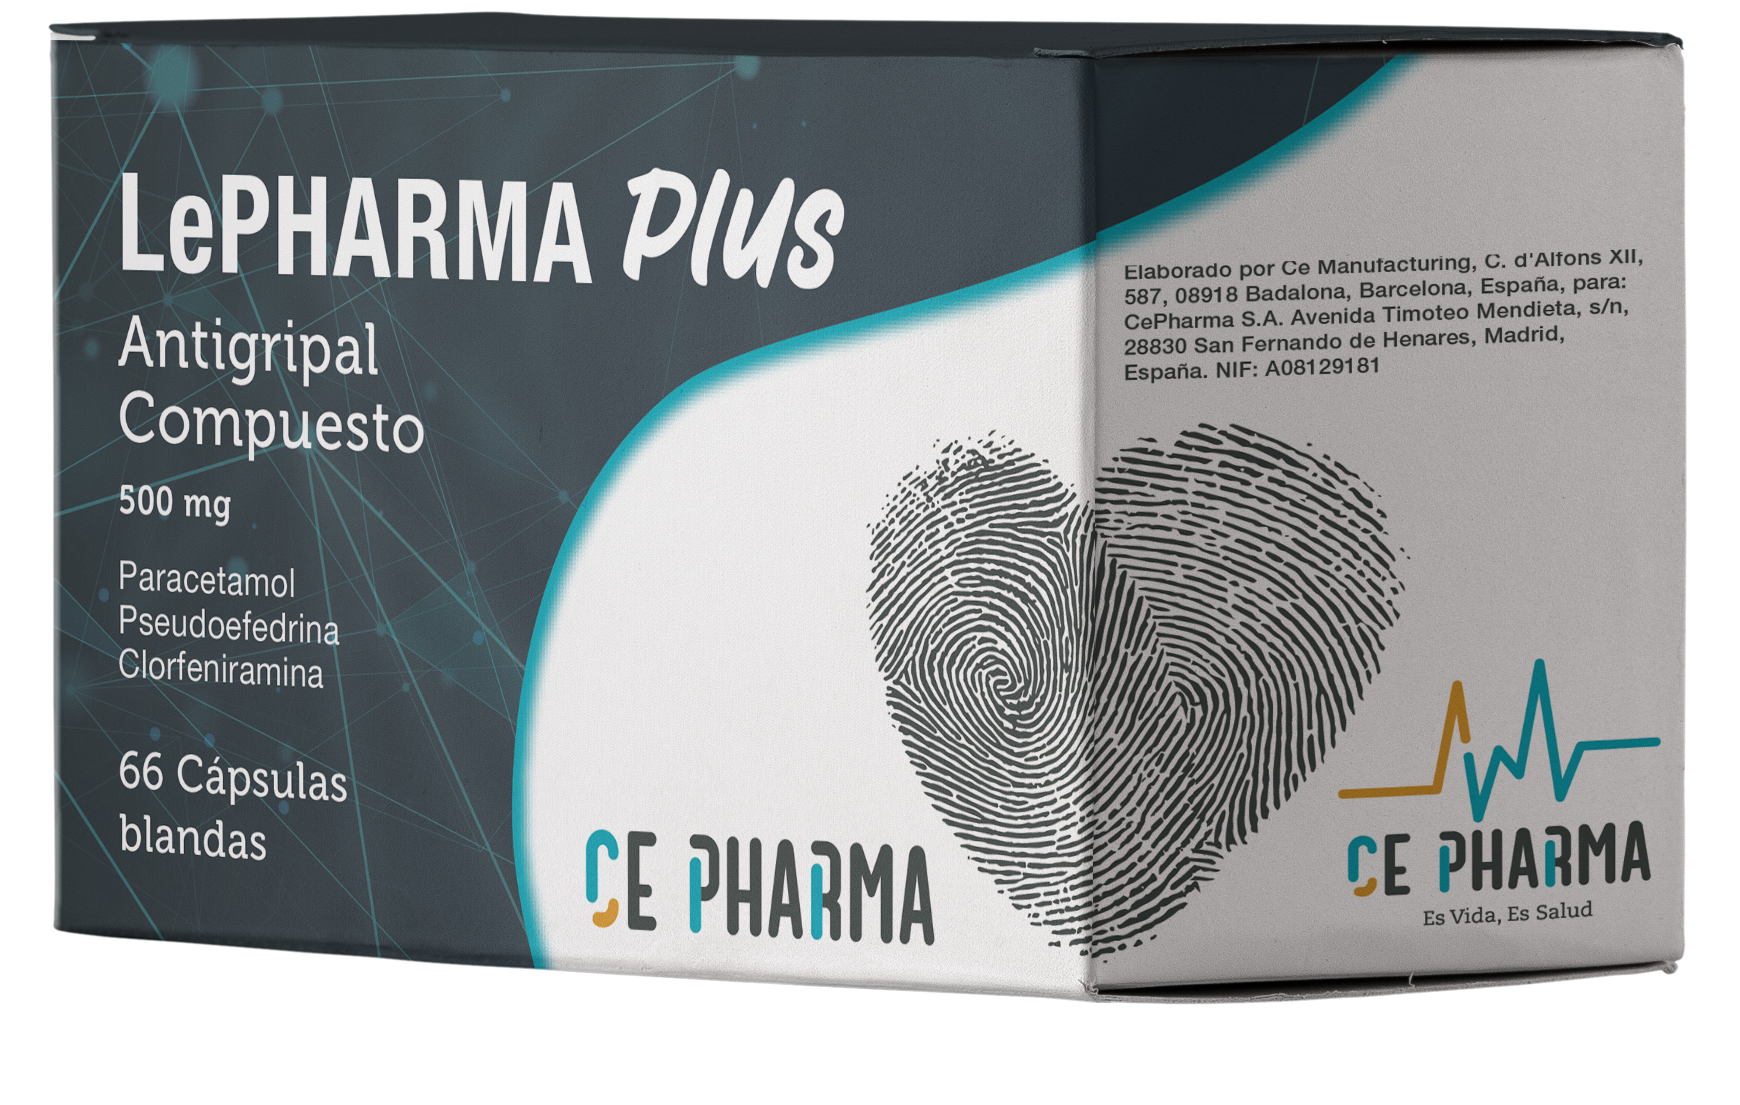 LePHARMA Plus
Antigripal
Compuesto
500 mg
Paracetamol
Pseudoefedrina
Clorfeniramina
66 Cápsulas
blandas
CE PHARMA
Elaborado por Ce Manufacturing, C. d'Alfons XII,
587, 08918 Badalona, Barcelona, España, para:
CePharma S.A. Avenida Timoteo Mendieta, s/n,
28830 San Fernando de Henares, Madrid,
España. NIF: A08129181
CE PHARMA
Es Vida, Es Salud